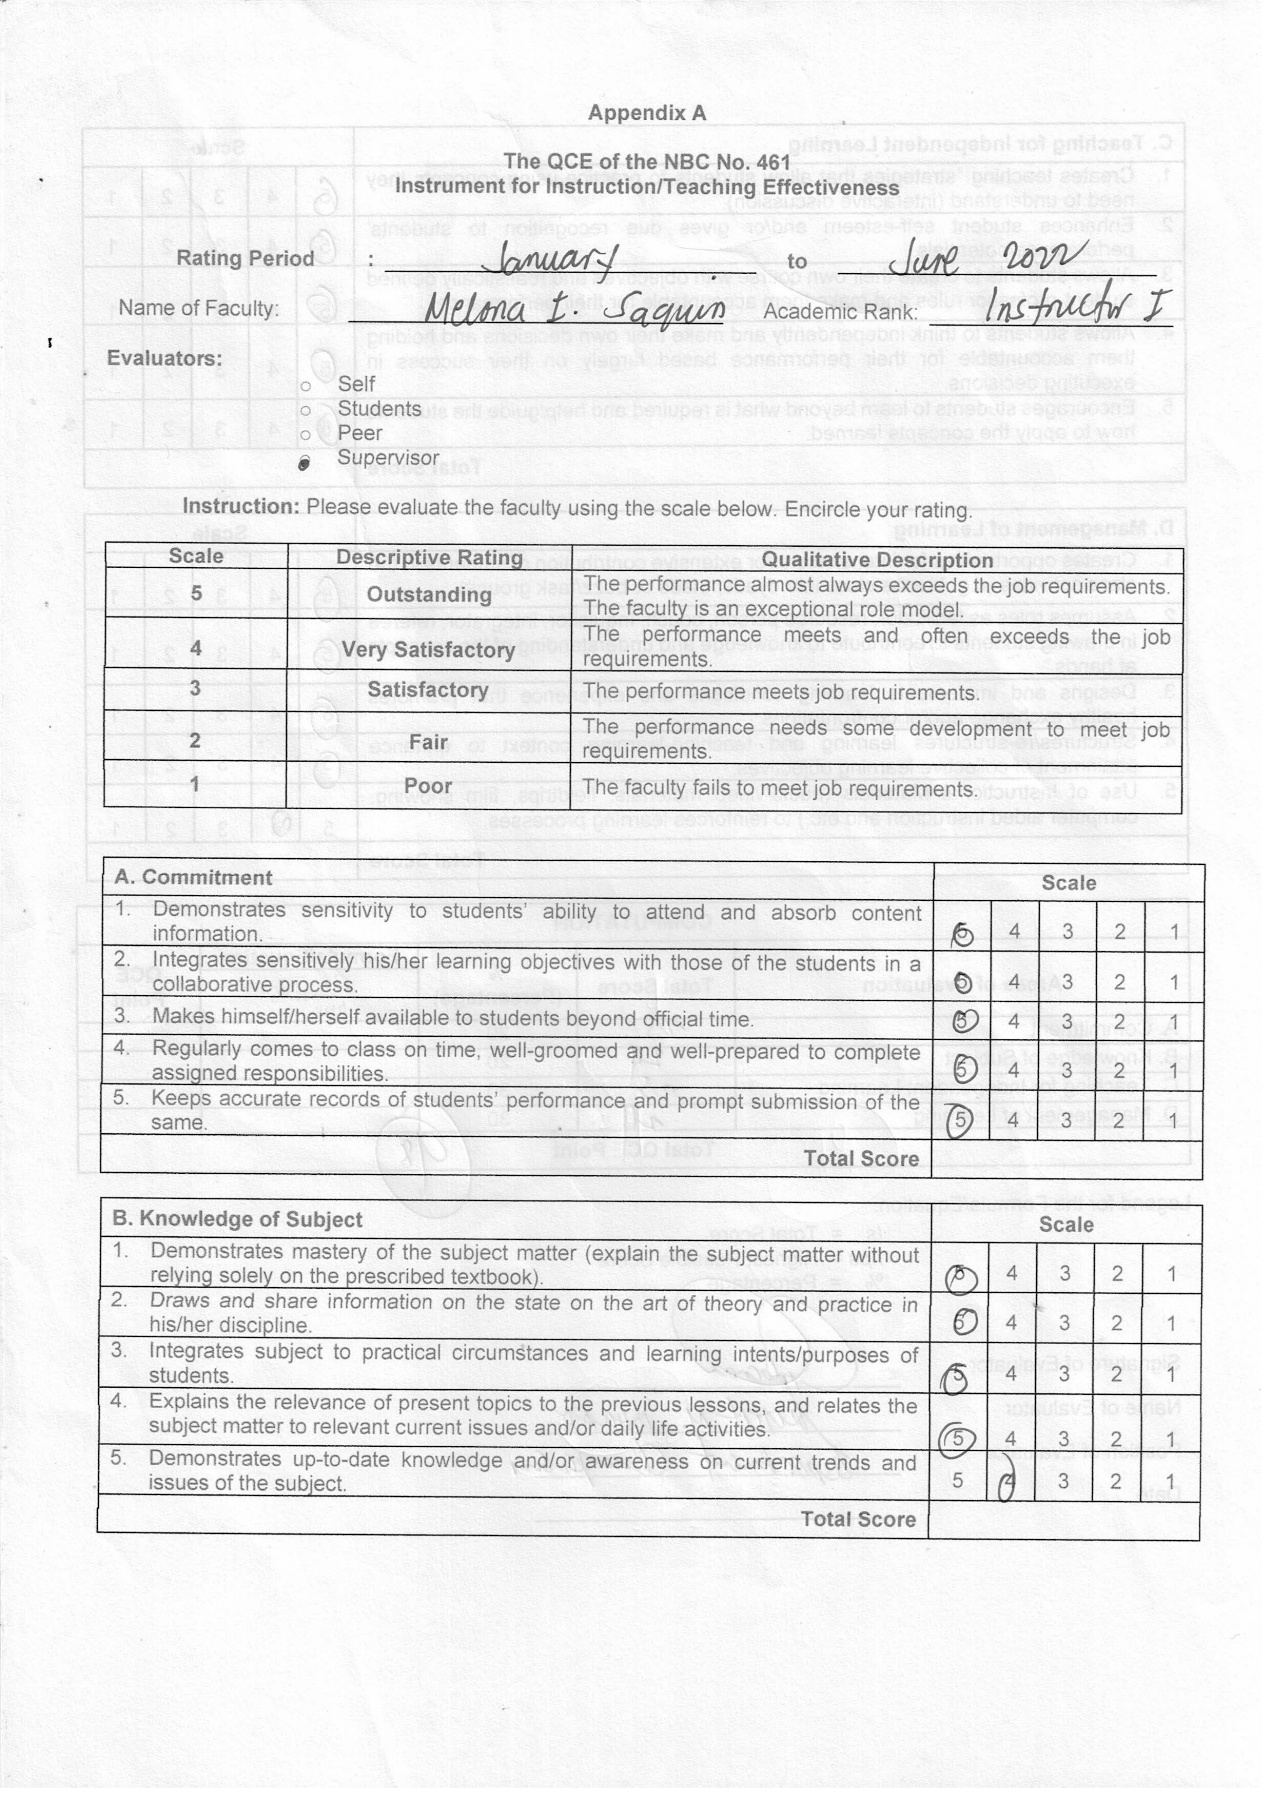 Appendix A
The QCE of the NBC No. 461
Instrument for Instruction/Teaching Effectiveness
Rating Period : January to June 2022
Name of Faculty: Melona I. Saquin Academic Rank: Instructor I
Evaluators:
Self
Students
Peer
Supervisor
Instruction: Please evaluate the faculty using the scale below. Encircle your rating.
Scale Descriptive Rating Qualitative Description
5 Outstanding The performance almost always exceeds the job requirements.
The faculty is an exceptional role model.
4 Very Satisfactory The performance meets and often exceeds the job
requirements.
3 Satisfactory The performance meets job requirements.
2 Fair The performance needs some development to meet job
requirements.
1 Poor The faculty fails to meet job requirements.
A. Commitment Scale
1. Demonstrates sensitivity to students' ability to attend and absorb content
information. 5 4 3 2 1
2. Integrates sensitively his/her learning objectives with those of the students in a
collaborative process. 5 4 3 2 1
3. Makes himself/herself available to students beyond official time. 5 4 3 2 1
4. Regularly comes to class on time, well-groomed and well-prepared to complete
assigned responsibilities. 5 4 3 2 1
5. Keeps accurate records of students' performance and prompt submission of the
same. 5 4 3 2 1
Total Score
B. Knowledge of Subject Scale
1. Demonstrates mastery of the subject matter (explain the subject matter without
relying solely on the prescribed textbook). 5 4 3 2 1
2. Draws and share information on the state on the art of theory and practice in
his/her discipline. 5 4 3 2 1
3. Integrates subject to practical circumstances and learning intents/purposes of
students. 5 4 3 2 1
4. Explains the relevance of present topics to the previous lessons, and relates the
subject matter to relevant current issues and/or daily life activities. 5 4 3 2 1
5. Demonstrates up-to-date knowledge and/or awareness on current trends and
issues of the subject. 5 4 3 2 1
Total Score